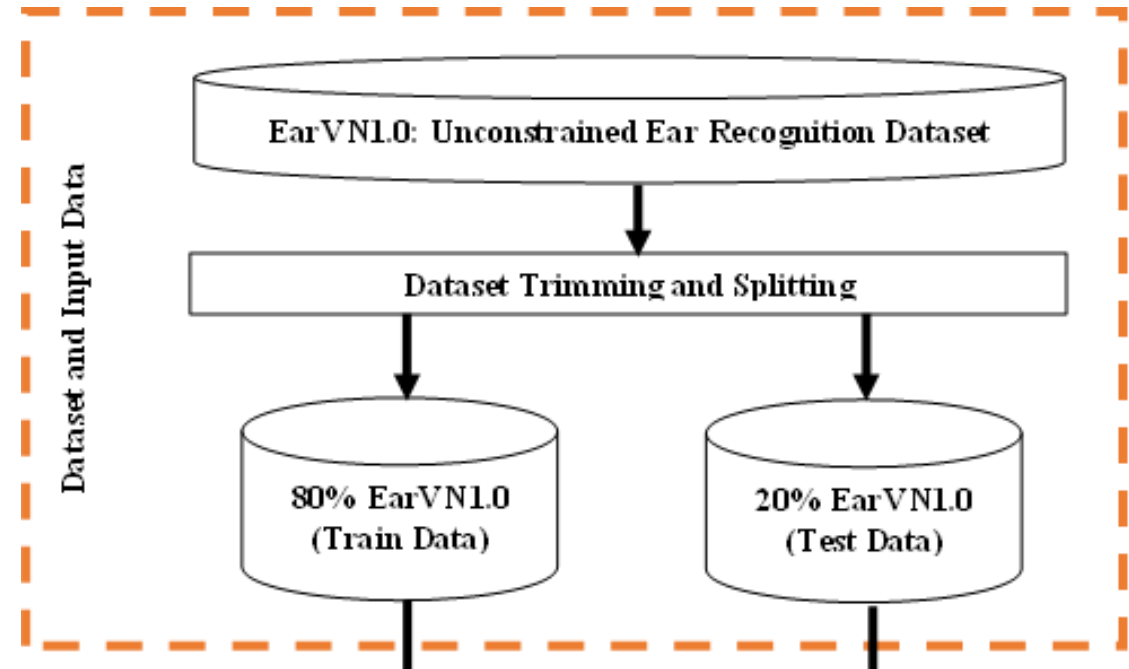 EarVN1.0: Unconstrained Ear Recognition Dataset
Dataset and Input Data
Dataset Trimming and Splitting
80% EarVN1.0
(Train Data)
20% EarVN1.0
(Test Data)